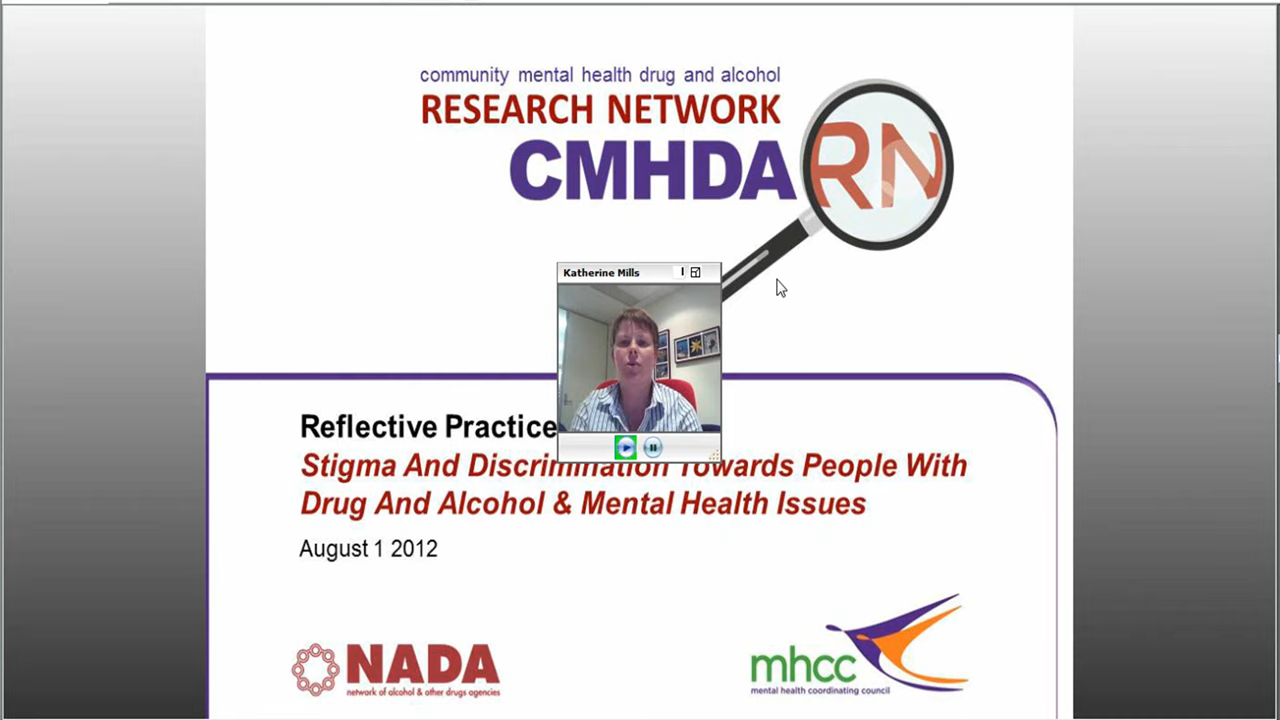 community mental health drug and alcohol
RESEARCH NETWORK
CMHDARN
Katherine Mills
Reflective Practice
Stigma And Discrimination Towards People With
Drug And Alcohol & Mental Health Issues
August 1 2012
NADA
network of alcohol & other drugs agencies
mhcc
mental health coordinating council